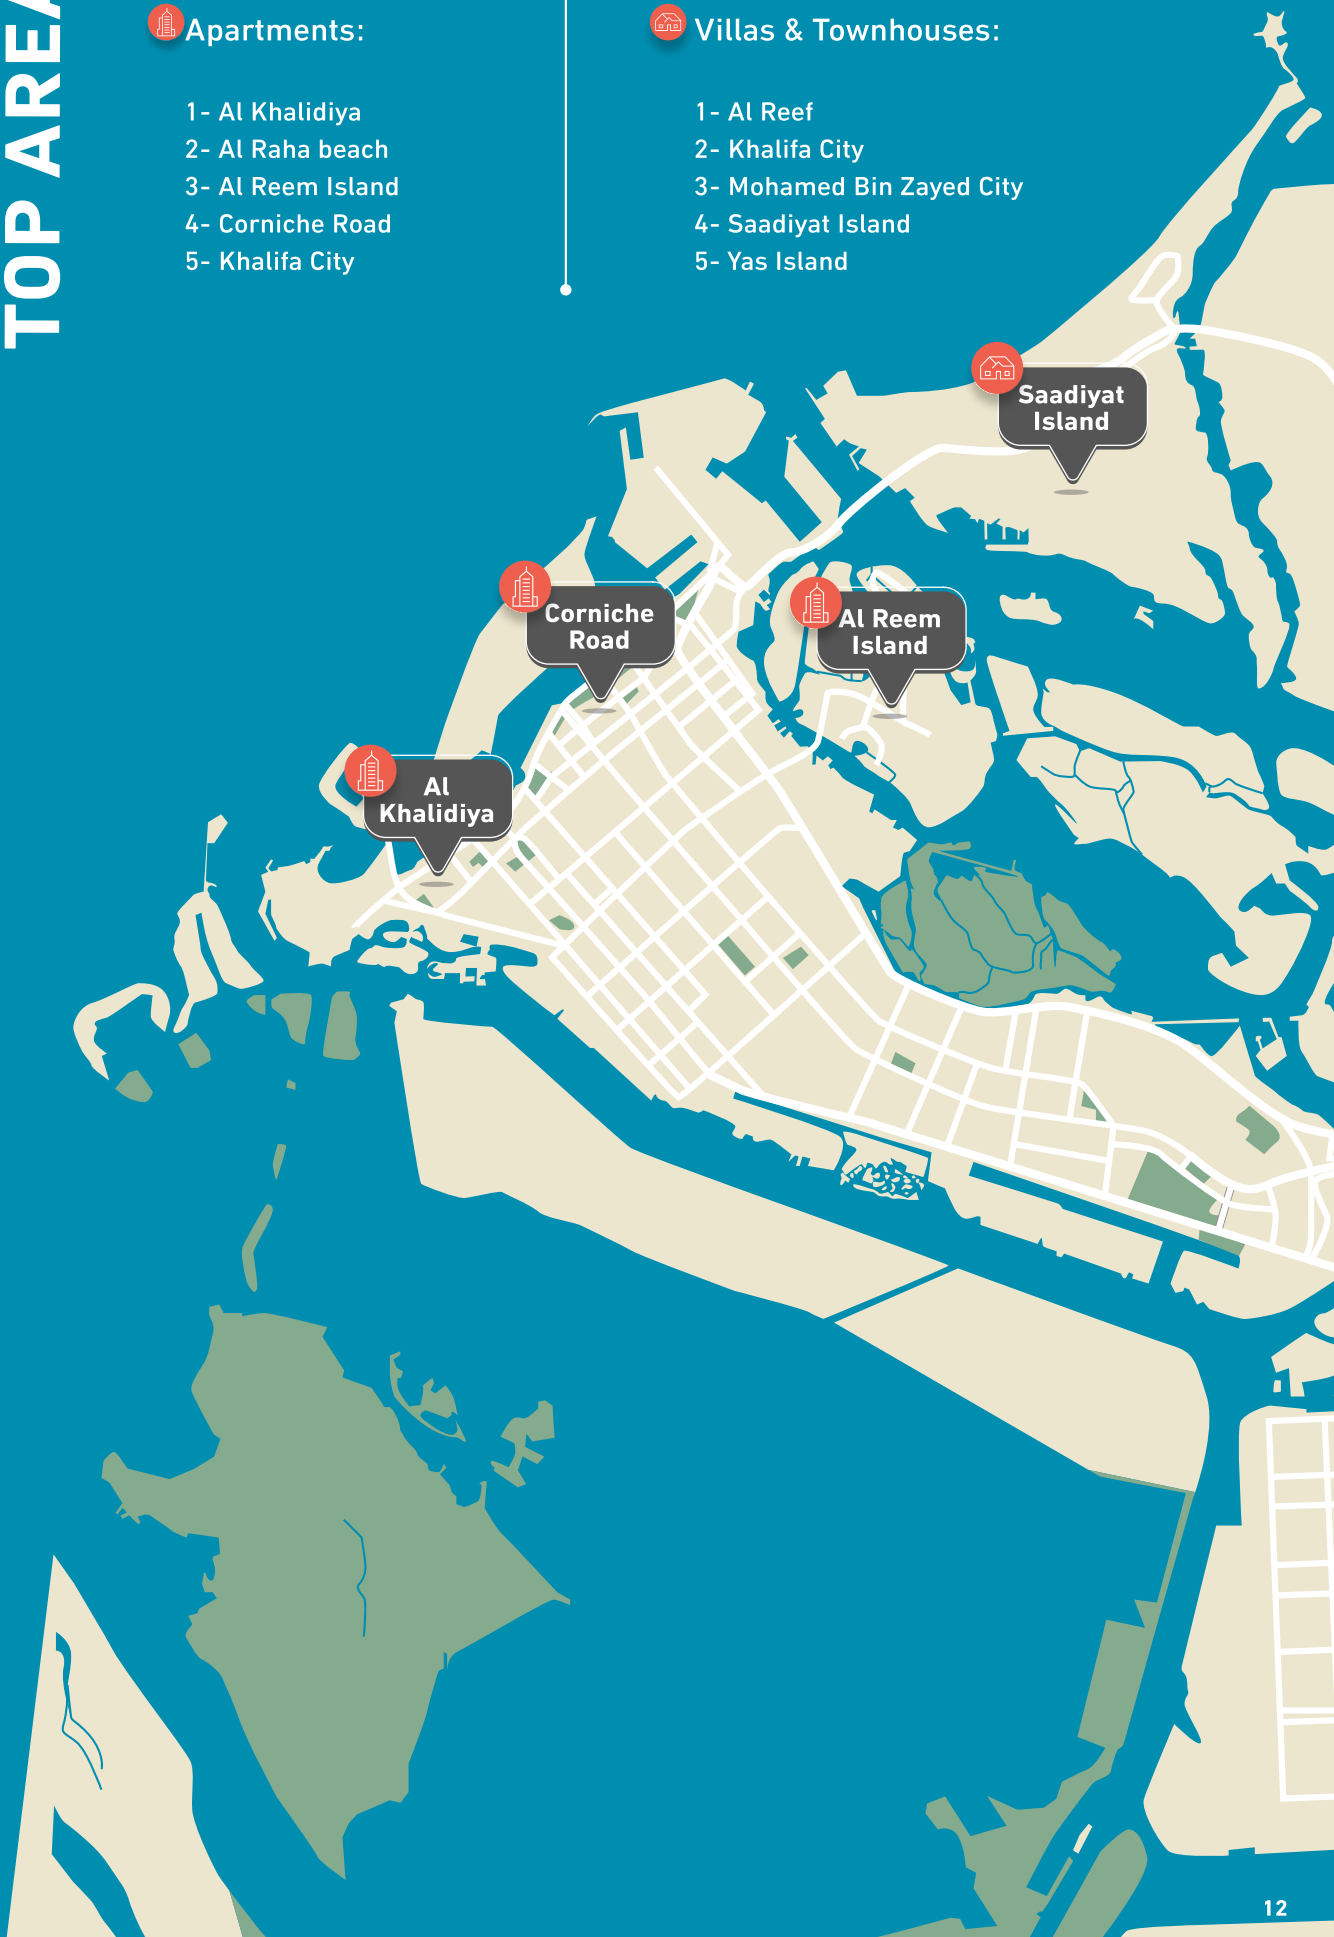 TOP AREA
Apartments:
1- Al Khalidiya
2- Al Raha beach
3- Al Reem Island
4- Corniche Road
5- Khalifa City
Villas & Townhouses:
1- Al Reef
2- Khalifa City
3- Mohamed Bin Zayed City
4- Saadiyat Island
5- Yas Island
Saadiyat
Island
Corniche
Road
Al Reem
Island
Al
Khalidiya
12